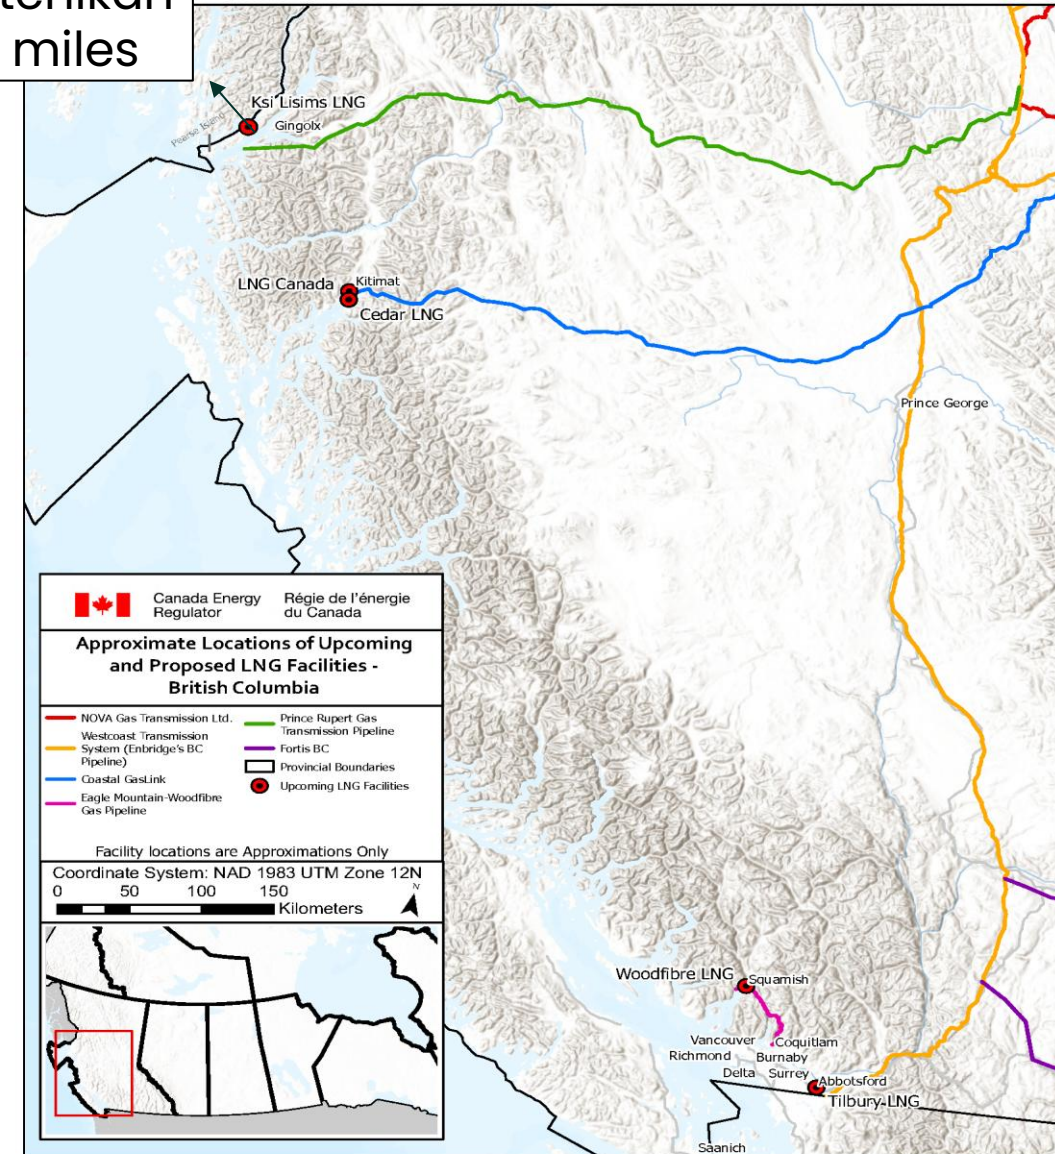 miles
Ksi Lisims LNG
Gingolx
Pearse Island
LNG Canada
Kitimat
Cedar LNG
Prince George
Canada Energy
Regulator
Régie de l'énergie
du Canada
Approximate Locations of Upcoming
and Proposed LNG Facilities -
British Columbia
NOVA Gas Transmission Ltd.
Westcoast Transmission
System (Enbridge's BC
Pipeline)
Coastal GasLink
Eagle Mountain-Woodfibre
Gas Pipeline
Prince Rupert Gas
Transmission Pipeline
Fortis BC
Provincial Boundaries
Upcoming LNG Facilities
Facility locations are Approximations Only
Coordinate System: NAD 1983 UTM Zone 12N
0 50 100 150
Kilometers
N
Woodfibre LNG
Squamish
Vancouver
Coquitlam
Richmond
Burnaby
Delta
Surrey
Abbotsford
Tilbury LNG
Saanich